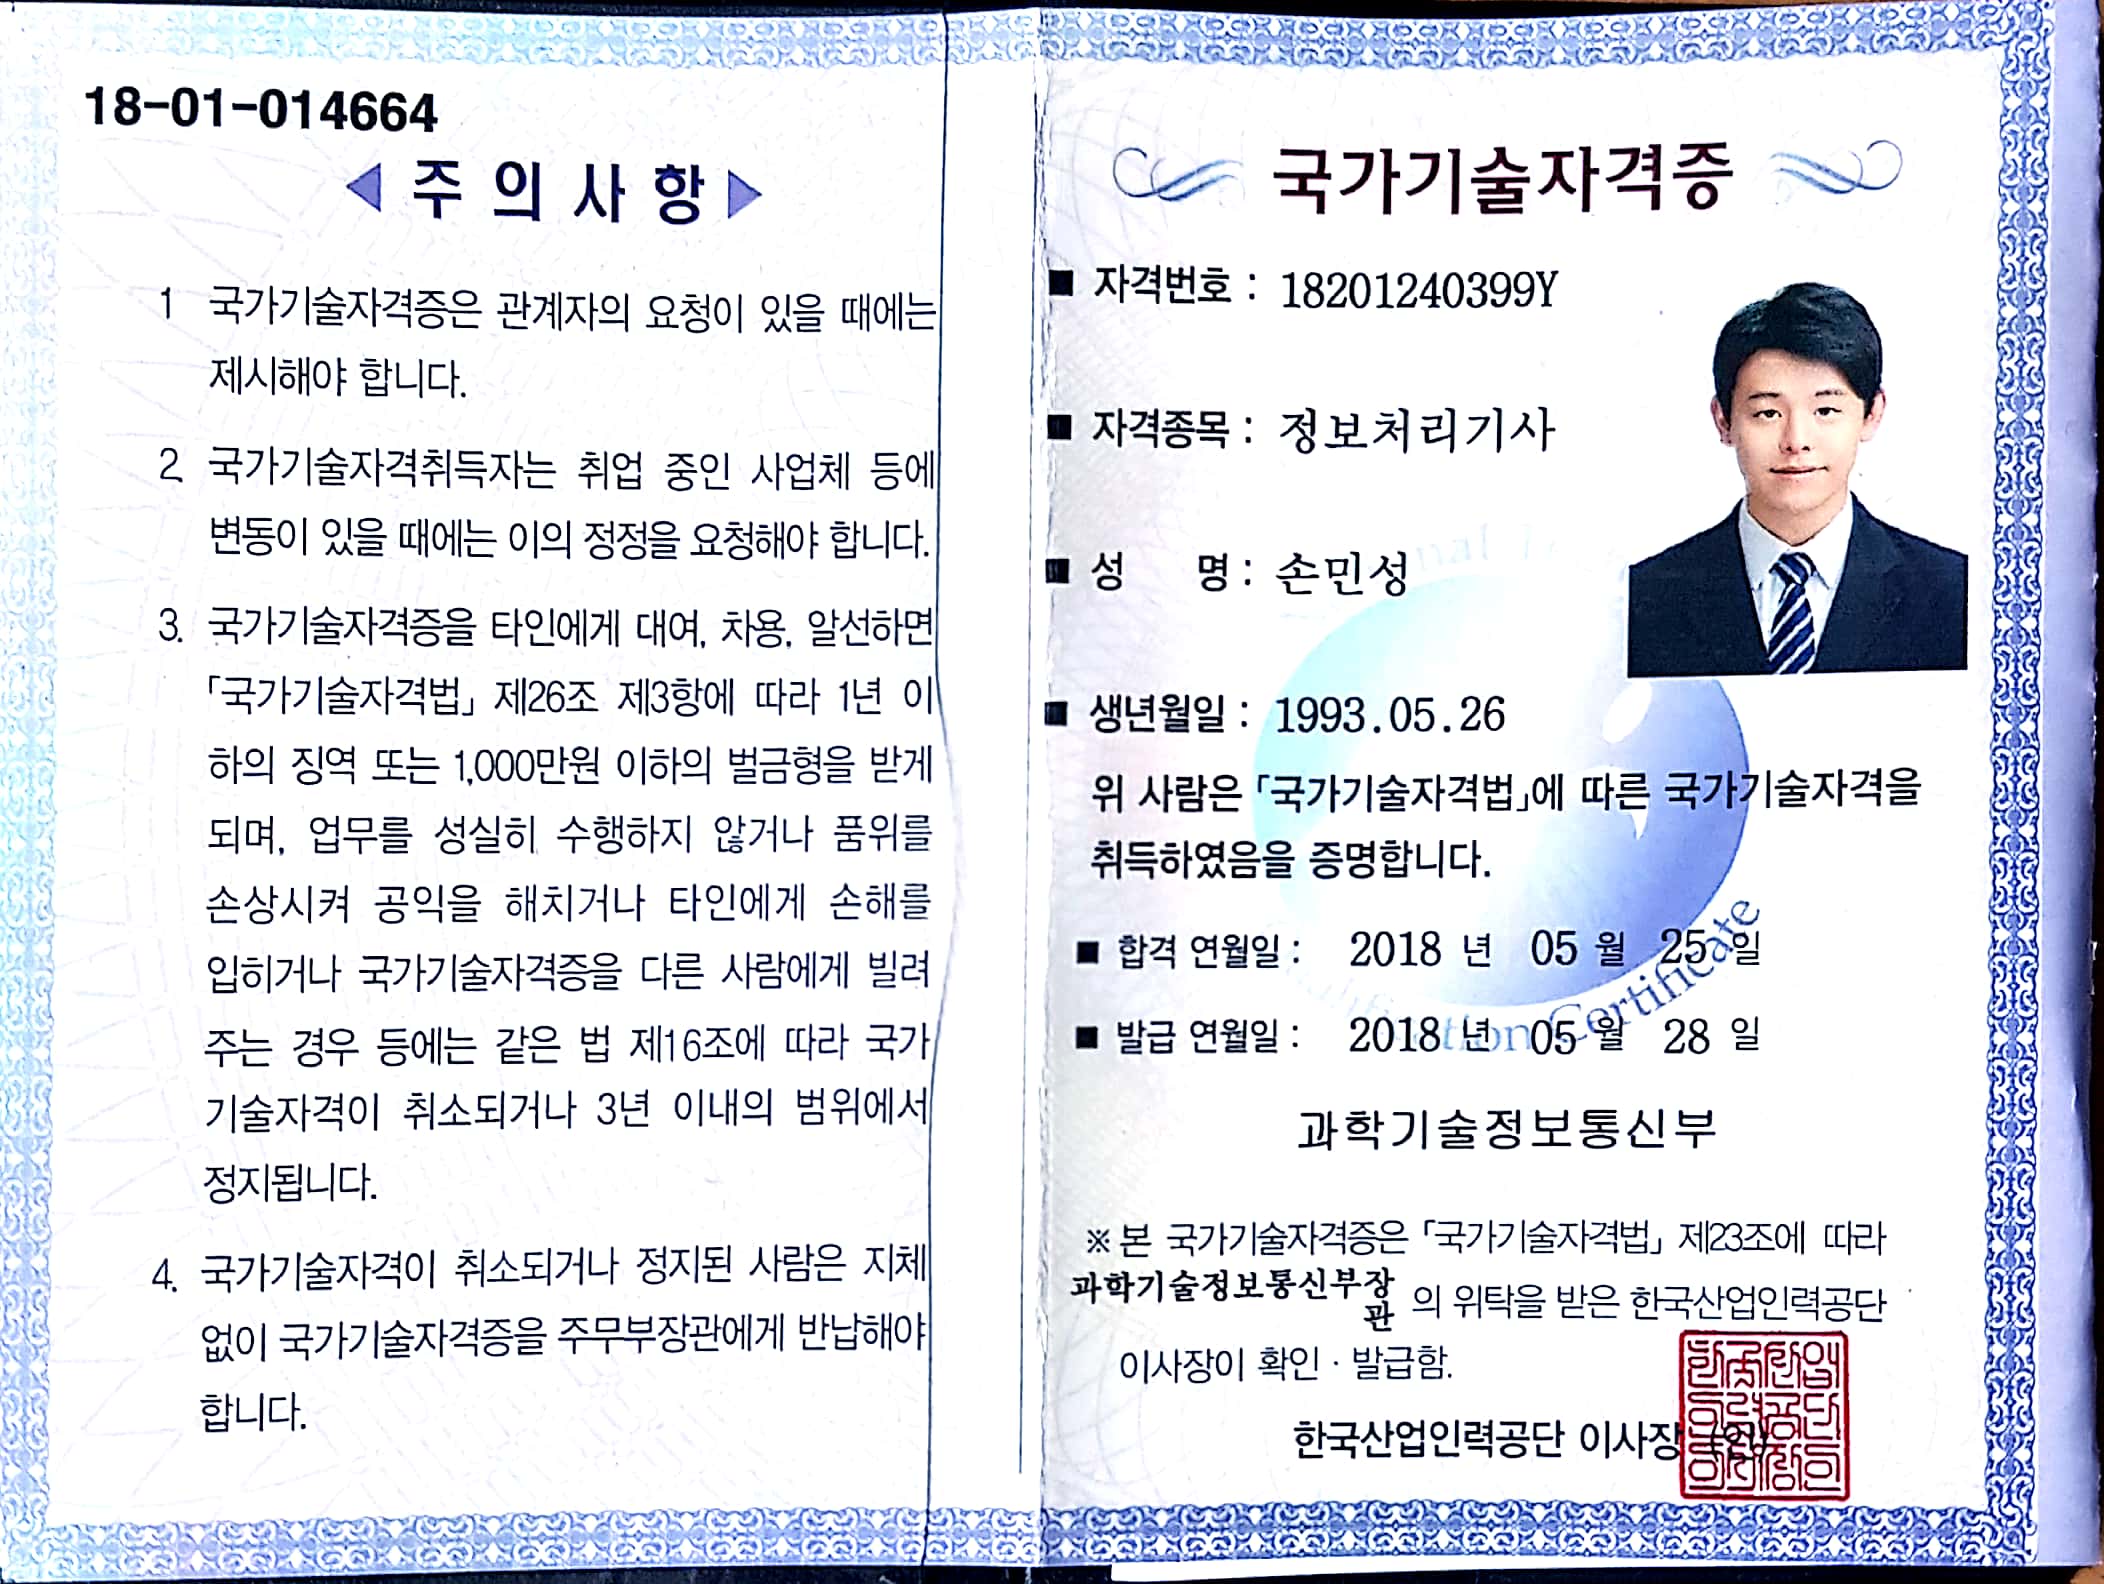 18-01-014664
◀ 주의사항 ▶
1 국가기술자격증은 관계자의 요청이 있을 때에는
제시해야 합니다.
2. 국가기술자격취득자는 취업 중인 사업체 등에
변동이 있을 때에는 이의 정정을 요청해야 합니다.
3. 국가기술자격증을 타인에게 대여, 차용, 알선하면
「국가기술자격법」 제26조 제3항에 따라 1년 이
하의 징역 또는 1,000만원 이하의 벌금형을 받게
되며, 업무를 성실히 수행하지 않거나 품위를
손상시켜 공익을 해치거나 타인에게 손해를
입히거나 국가기술자격증을 다른 사람에게 빌려
주는 경우 등에는 같은 법 제16조에 따라 국가
기술자격이 취소되거나 3년 이내의 범위에서
정지됩니다.
4. 국가기술자격이 취소되거나 정지된 사람은 지체
없이 국가기술자격증을 주무부장관에게 반납해야
합니다.
국가기술자격증
■ 자격번호 : 18201240399Y
■ 자격종목 : 정보처리기사
■ 성 명 : 손민성
■ 생년월일 : 1993.05.26
위 사람은 「국가기술자격법」에 따른 국가기술자격을
취득하였음을 증명합니다.
■ 합격 연월일 : 2018 년 05 월 25 일
■ 발급 연월일 : 2018 년 05 월 28 일
Certificate
과학기술정보통신부
※ 본 국가기술자격증은 「국가기술자격법」 제23조에 따라
과학기술정보통신부장관 의 위탁을 받은 한국산업인력공단
이사장이 확인 · 발급함.
한국산업인력공단 이사장 (인)